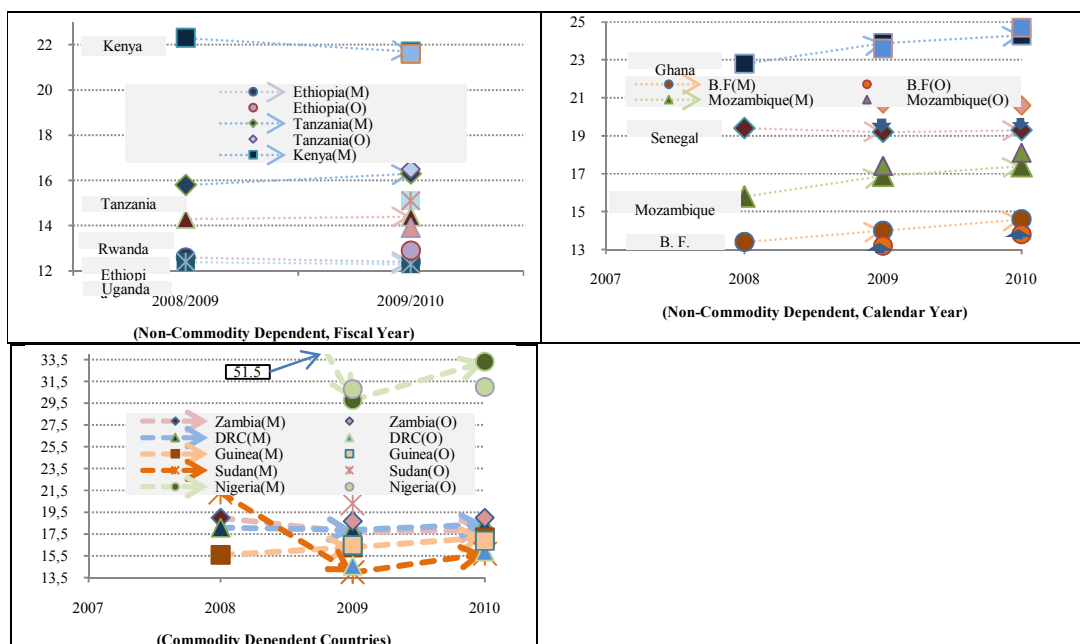 22
20
18
16
14
12
Kenya
Ethiopia(M)
Ethiopia(O)
Tanzania(M)
Tanzania(O)
Kenya(M)
Tanzania
Rwanda
Ethiopi
Uganda
2008/2009 2009/2010
(Non-Commodity Dependent, Fiscal Year)
25
23
21
19
17
15
13
Ghana
B.F(M) B.F(O)
Mozambique(M) Mozambique(O)
Senegal
Mozambique
B. F.
2007 2008 2009 2010
(Non-Commodity Dependent, Calendar Year)
33,5
31,5
29,5
27,5
25,5
23,5
21,5
19,5
17,5
15,5
13,5
51.5
Zambia(M) Zambia(O)
DRC(M) DRC(O)
Guinea(M) Guinea(O)
Sudan(M) Sudan(O)
Nigeria(M) Nigeria(O)
2007 2008 2009 2010
(Commodity Dependent Countries)